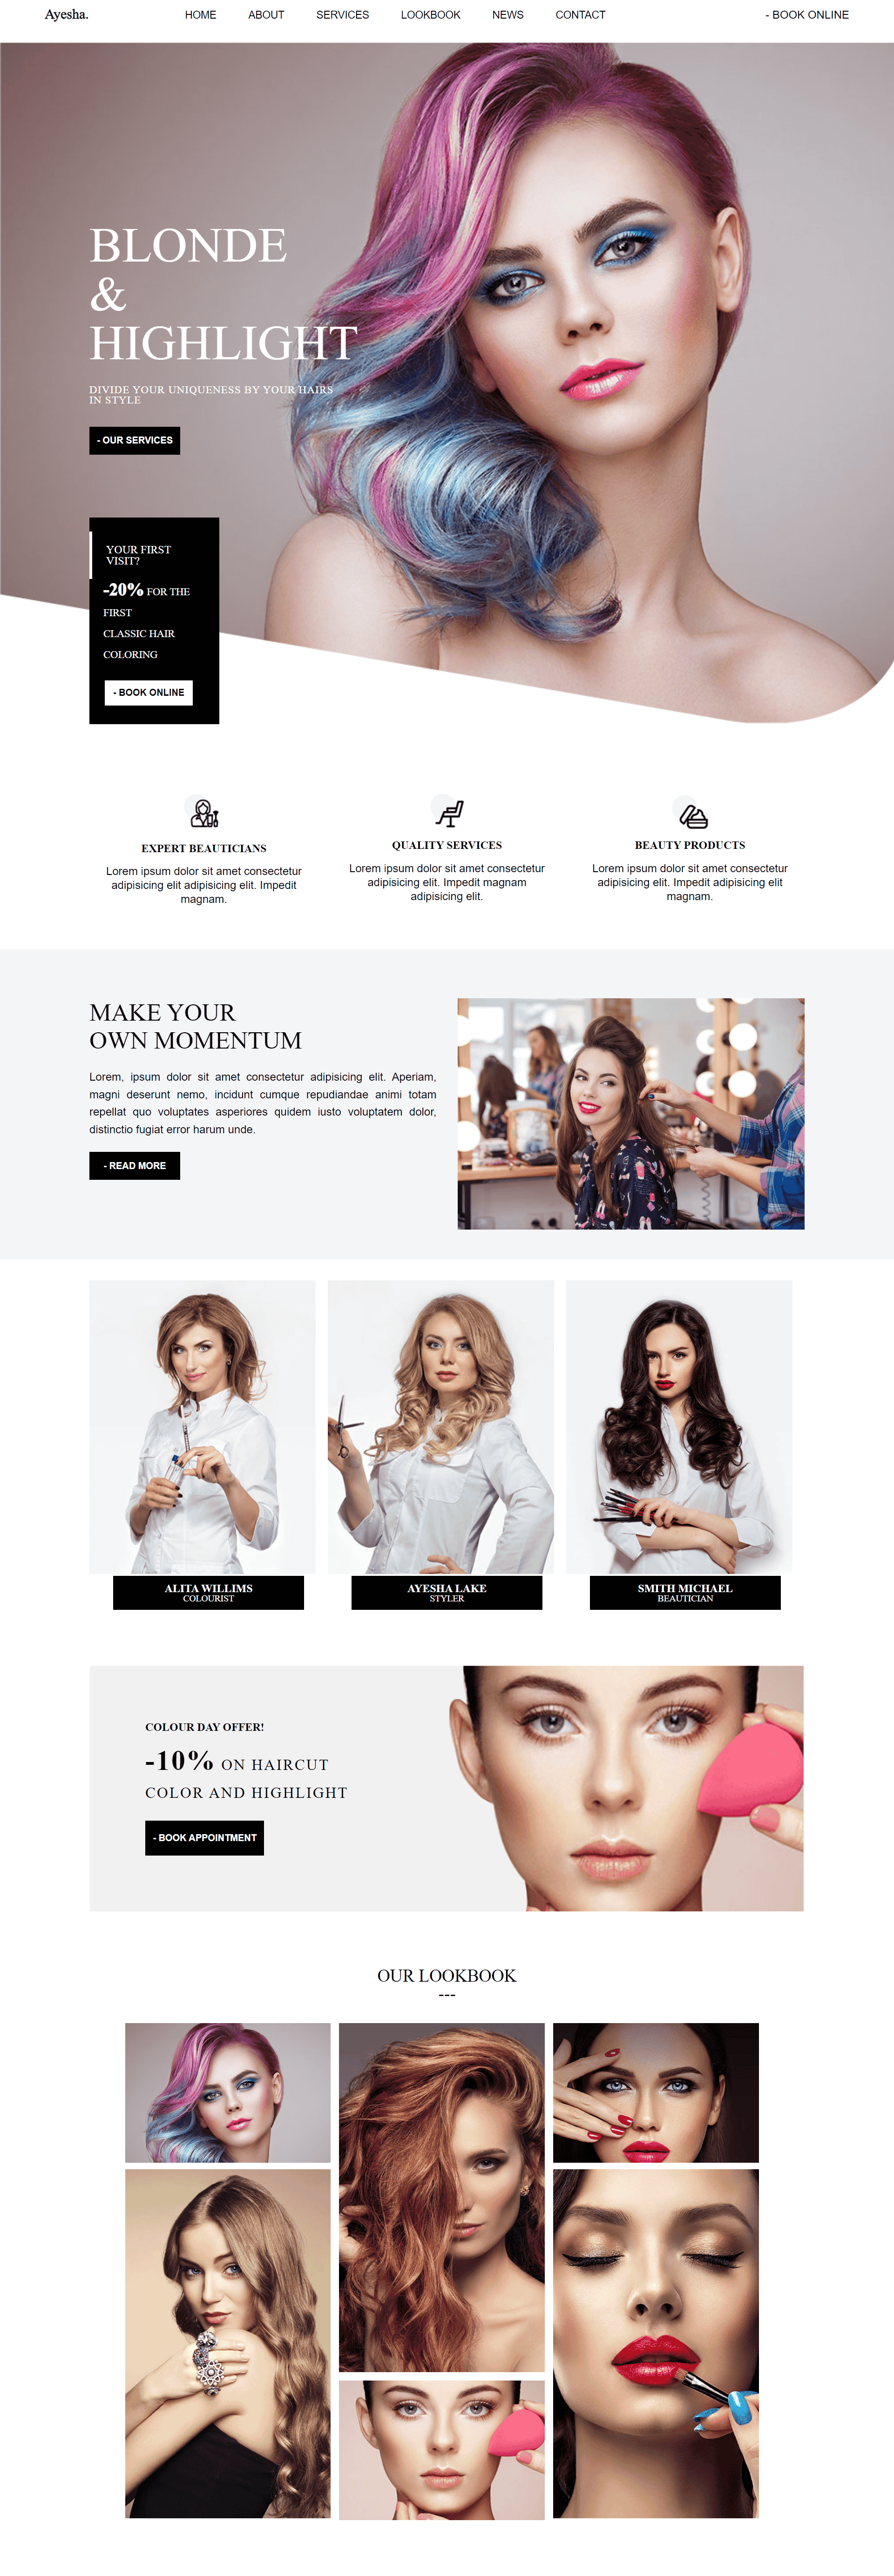 Ayesha. HOME ABOUT SERVICES LOOKBOOK NEWS CONTACT - BOOK ONLINE
BLONDE
&
HIGHLIGHT
DIVIDE YOUR UNIQUENESS BY YOUR HAIRS
IN STYLE
- OUR SERVICES
YOUR FIRST
VISIT?
-20% FOR THE
FIRST
CLASSIC HAIR
COLORING
- BOOK ONLINE
EXPERT BEAUTICIANS
Lorem ipsum dolor sit amet consectetur
adipisicing elit adipisicing elit. Impedit
magnam.
QUALITY SERVICES
Lorem ipsum dolor sit amet consectetur
adipisicing elit. Impedit magnam
adipisicing elit.
BEAUTY PRODUCTS
Lorem ipsum dolor sit amet consectetur
adipisicing elit. Impedit adipisicing elit
magnam.
MAKE YOUR
OWN MOMENTUM
Lorem, ipsum dolor sit amet consectetur adipisicing elit. Aperiam,
magni deserunt nemo, incidunt cumque repudiandae animi totam
repellat quo voluptates asperiores quidem iusto voluptatem dolor,
distinctio fugiat error harum unde.
- READ MORE
ALITA WILLIMS
COLOURIST
AYESHA LAKE
STYLER
SMITH MICHAEL
BEAUTICIAN
COLOUR DAY OFFER!
-10% ON HAIRCUT
COLOR AND HIGHLIGHT
- BOOK APPOINTMENT
OUR LOOKBOOK
---